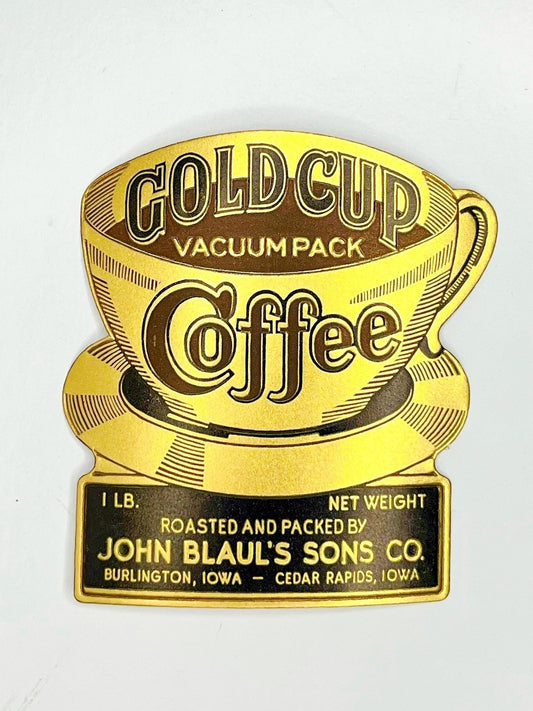 GOLD CUP
VACUUM PACK
Coffee
1 LB. NET WEIGHT
ROASTED AND PACKED BY
JOHN BLAUL'S SONS CO.
BURLINGTON, IOWA — CEDAR RAPIDS, IOWA